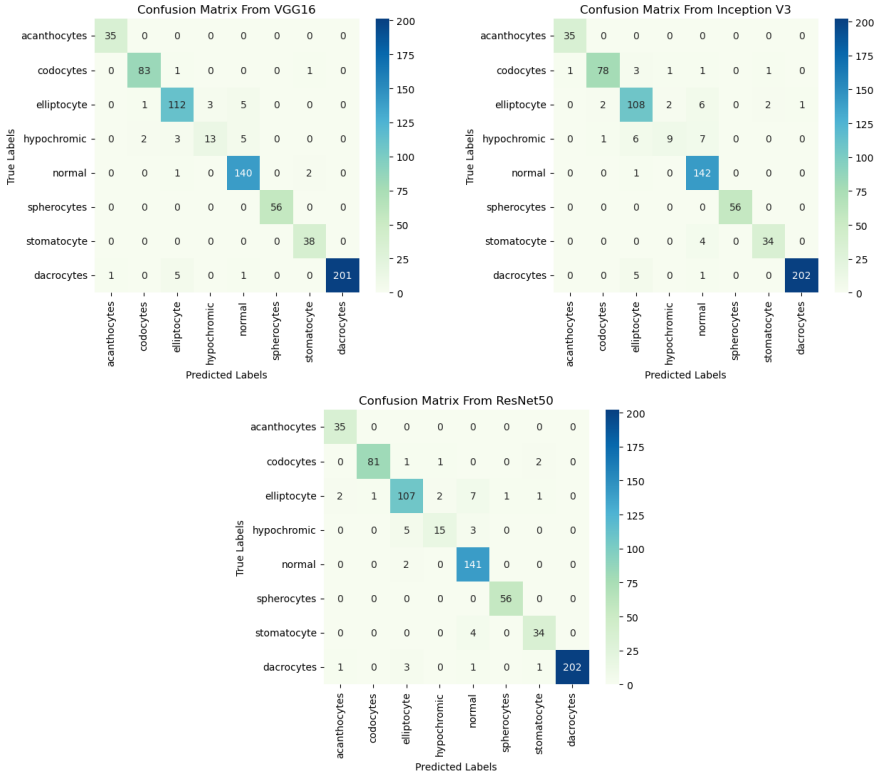 Confusion Matrix From VGG16
acanthocytes 35 0 0 0 0 0 0 0
codocytes 0 83 1 0 0 0 1 0
elliptocyte 0 1 112 3 5 0 0 0
hypochromic 0 2 3 13 5 0 0 0
normal 0 0 1 0 140 0 2 0
spherocytes 0 0 0 0 0 56 0 0
stomatocyte 0 0 0 0 0 0 38 0
dacrocytes 1 0 5 0 1 0 0 201
True Labels
acanthocytes
codocytes
elliptocyte
hypochromic
normal
spherocytes
stomatocyte
dacrocytes
Predicted Labels
200
175
150
125
100
75
50
25
0
Confusion Matrix From Inception V3
acanthocytes 35 0 0 0 0 0 0 0
codocytes 1 78 3 1 1 0 1 0
elliptocyte 0 2 108 2 6 0 2 1
hypochromic 0 1 6 9 7 0 0 0
normal 0 0 1 0 142 0 0 0
spherocytes 0 0 0 0 0 56 0 0
stomatocyte 0 0 0 0 4 0 34 0
dacrocytes 0 0 5 0 1 0 0 202
True Labels
acanthocytes
codocytes
elliptocyte
hypochromic
normal
spherocytes
stomatocyte
dacrocytes
Predicted Labels
200
175
150
125
100
75
50
25
0
Confusion Matrix From ResNet50
acanthocytes 35 0 0 0 0 0 0 0
codocytes 0 81 1 1 0 0 2 0
elliptocyte 2 1 107 2 7 1 1 0
hypochromic 0 0 5 15 3 0 0 0
normal 0 0 2 0 141 0 0 0
spherocytes 0 0 0 0 0 56 0 0
stomatocyte 0 0 0 0 4 0 34 0
dacrocytes 1 0 3 0 1 0 1 202
True Labels
acanthocytes
codocytes
elliptocyte
hypochromic
normal
spherocytes
stomatocyte
dacrocytes
Predicted Labels
200
175
150
125
100
75
50
25
0